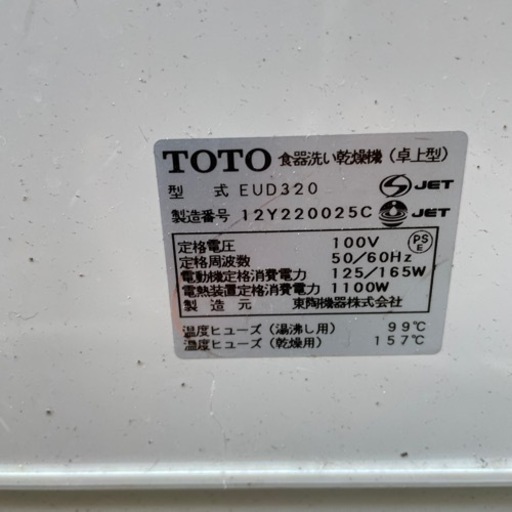 TOTO 食器洗い乾燥機（卓上型）
型 式 EUD320 JET
製造番号 12Y220025C JET
定格電圧 100V PSE
定格周波数 50/60Hz
電動機定格消費電力 125/165W
電熱装置定格消費電力 1100W
製造元 東陶機器株式会社
温度ヒューズ（湯沸し用） 99℃
温度ヒューズ（乾燥用） 157℃